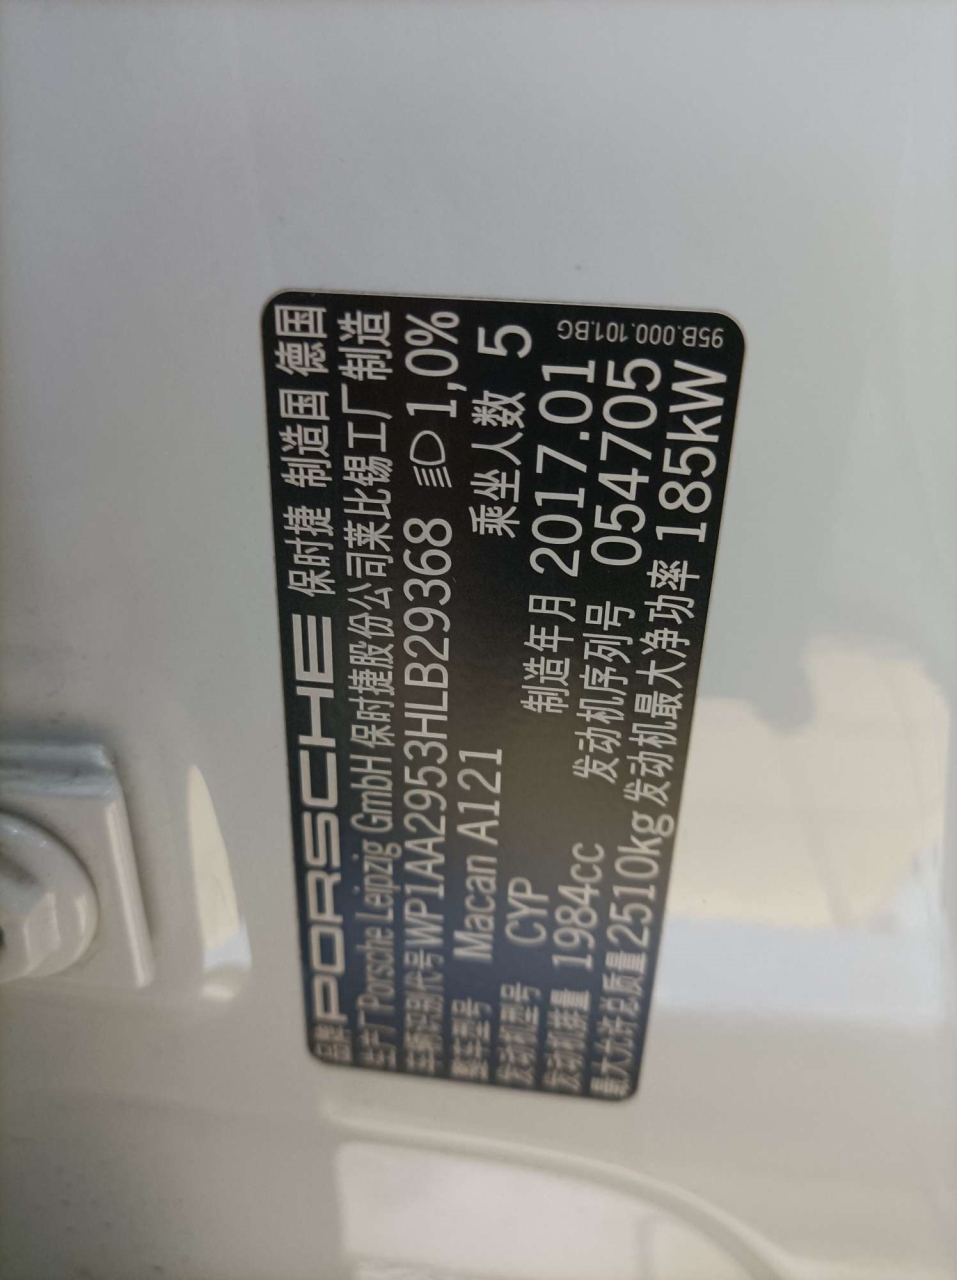 品牌 PORSCHE 保时捷 制造国 德国
生产厂 Porsche Leipzig GmbH 保时捷股份公司莱比锡工厂制造
车辆识别代号 WP1AA2953HLB29368 1,0%
整车型号 Macan A121 乘坐人数 5
发动机型号 CYP 制造年月 2017.01
发动机排量 1984cc 发动机序列号 054705
最大允许总质量 2510kg 发动机最大净功率 185kW
95B.000.101.BG